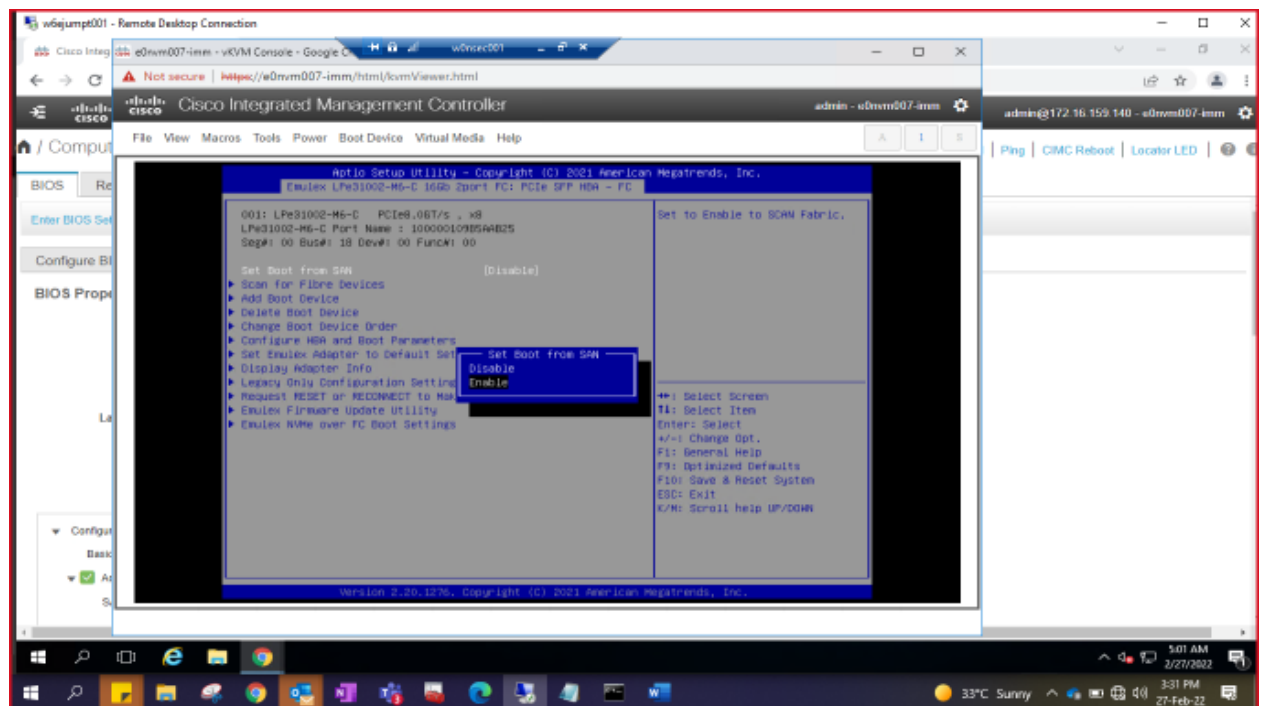 w6ejumpt001 - Remote Desktop Connection
Cisco Integ
e0nvm007-imm - vKVM Console - Google C
w0nsec001
Not secure | https://e0nvm007-imm/html/kvmViewer.html
cisco
cisco Cisco Integrated Management Controller
admin - e0nvm007-imm
admin@172.16.159.140 - e0nvm007-imm
/ Comput
File View Macros Tools Power Boot Device Virtual Media Help
A 1 S
| Ping | CIMC Reboot | Locator LED |
BIOS Re
Enter BIOS Set
Configure BI
BIOS Prope
La
Configur
Basic
Aptio Setup Utility - Copyright (C) 2021 American Megatrends, Inc.
Emulex LPe31002-M6-C 16Gb 2port FC: PCIe SFP HBA - FC
001: LPe31002-M6-C PCIe8.0GT/s , x8
LPe31002-M6-C Port Name :
Seg#: 00 Bus#: 18 Dev#: 00 Func#: 00
Set Boot from SAN [Disable]
Scan for Fibre Devices
Add Boot Device
Delete Boot Device
Change Boot Device Order
Configure HBA and Boot Parameters
Set Emulex Adapter to Default Set
Display Adapter Info
Legacy Only Configuration Setting
Request RESET or RECONNECT to Mak
Emulex Firmware Update Utility
Emulex NVMe over FC Boot Settings
Set Boot from SAN
Disable
Enable
Set to Enable to SCAN Fabric.
: Select Screen
: Select Item
Enter: Select
+/-: Change Opt.
F1: General Help
F9: Optimized Defaults
F10: Save & Reset System
ESC: Exit
K/M: Scroll help UP/DOWN
Version 2.20.1276. Copyright (C) 2021 American Megatrends, Inc.
5:01 AM
2/27/2022
33°C Sunny
3:31 PM
27-Feb-22